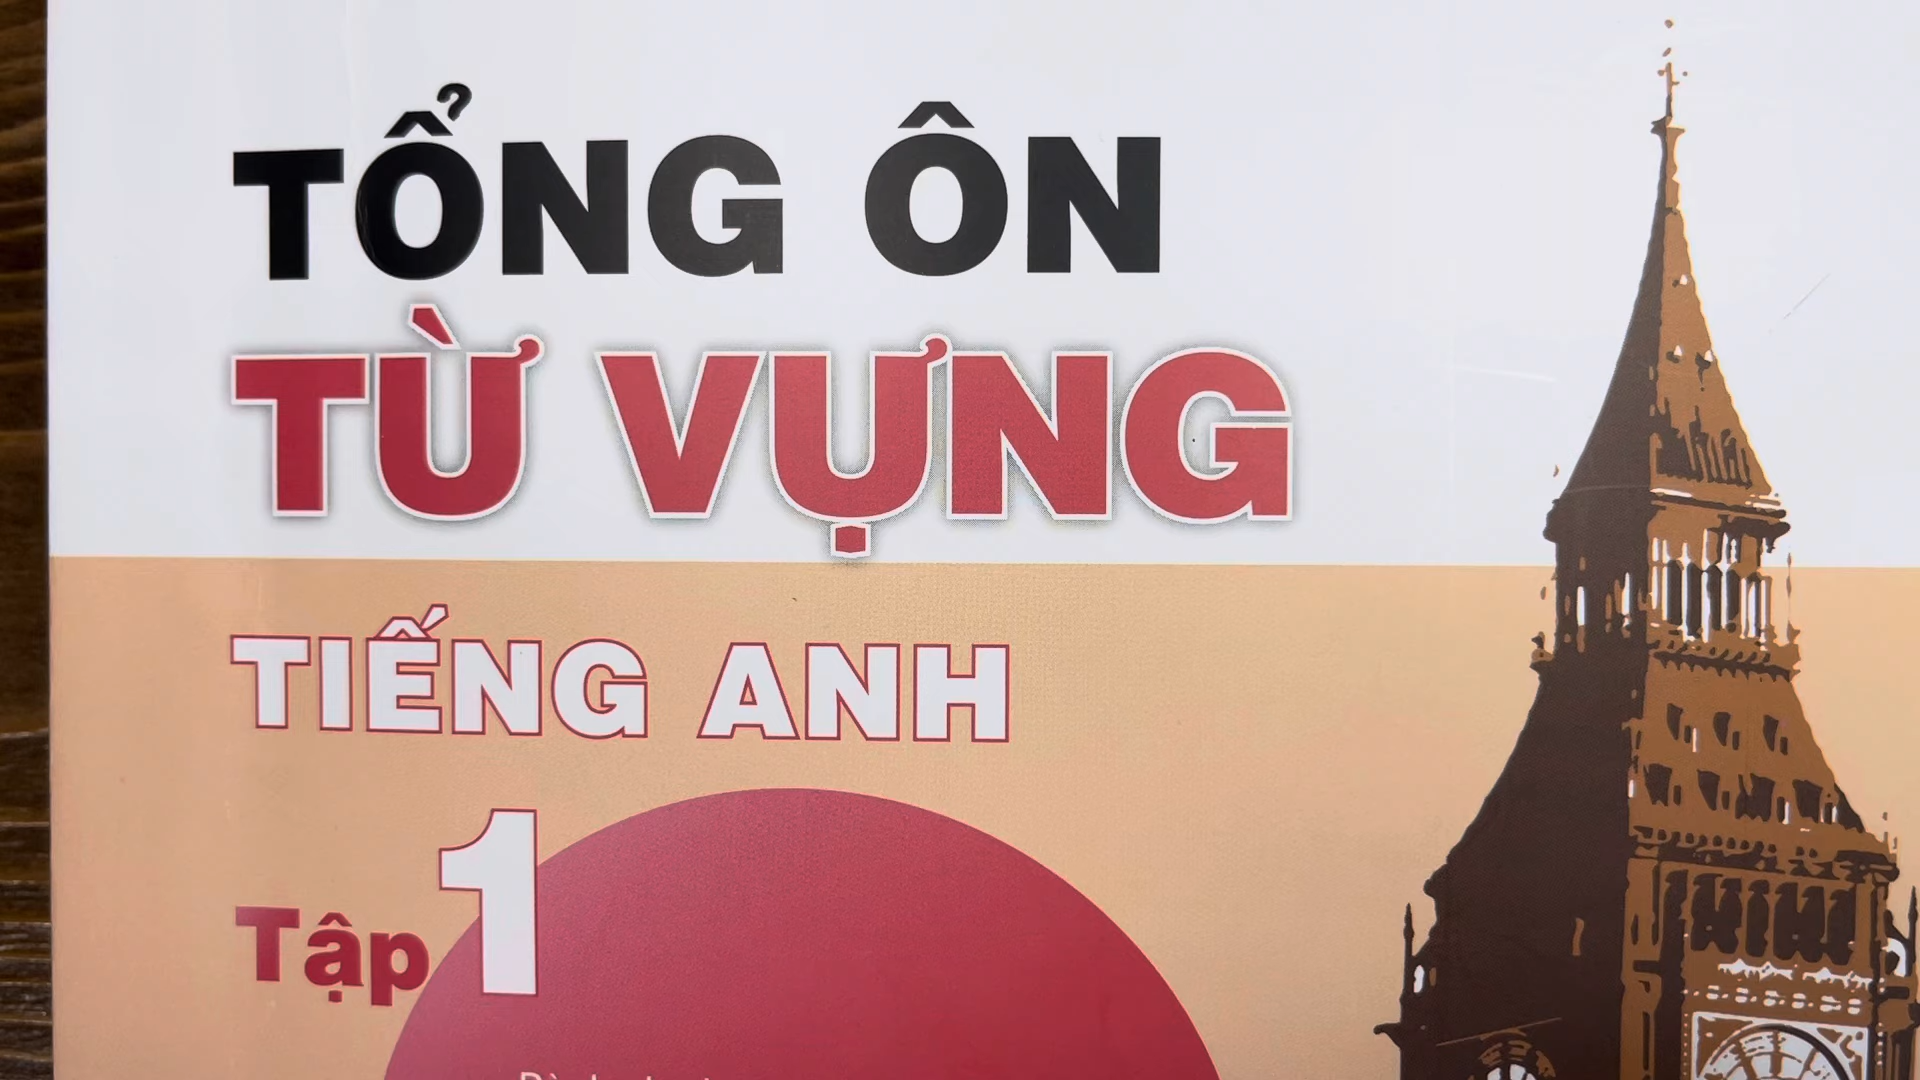 TỔNG ÔN
TỪ VỰNG
TIẾNG ANH
Tập 1